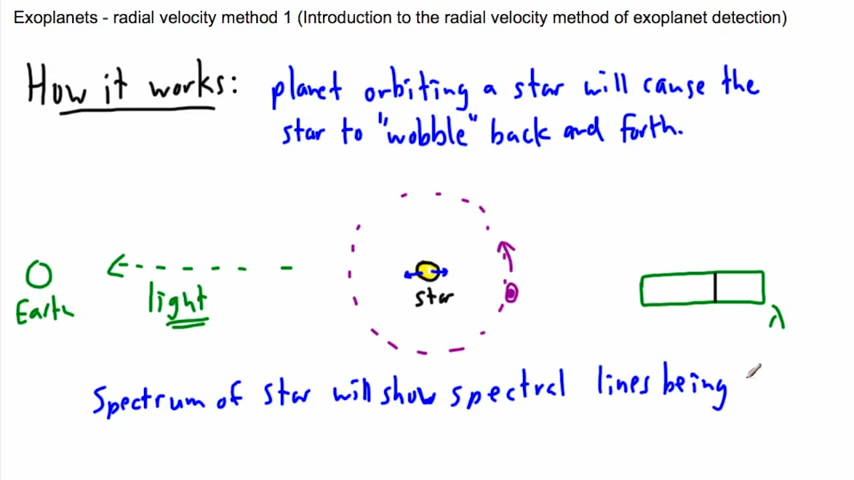 Exoplanets - radial velocity method 1 (Introduction to the radial velocity method of exoplanet detection)
How it works: planet orbiting a star will cause the
star to "wobble" back and forth.
Earth
light
star
λ
Spectrum of star will show spectral lines being